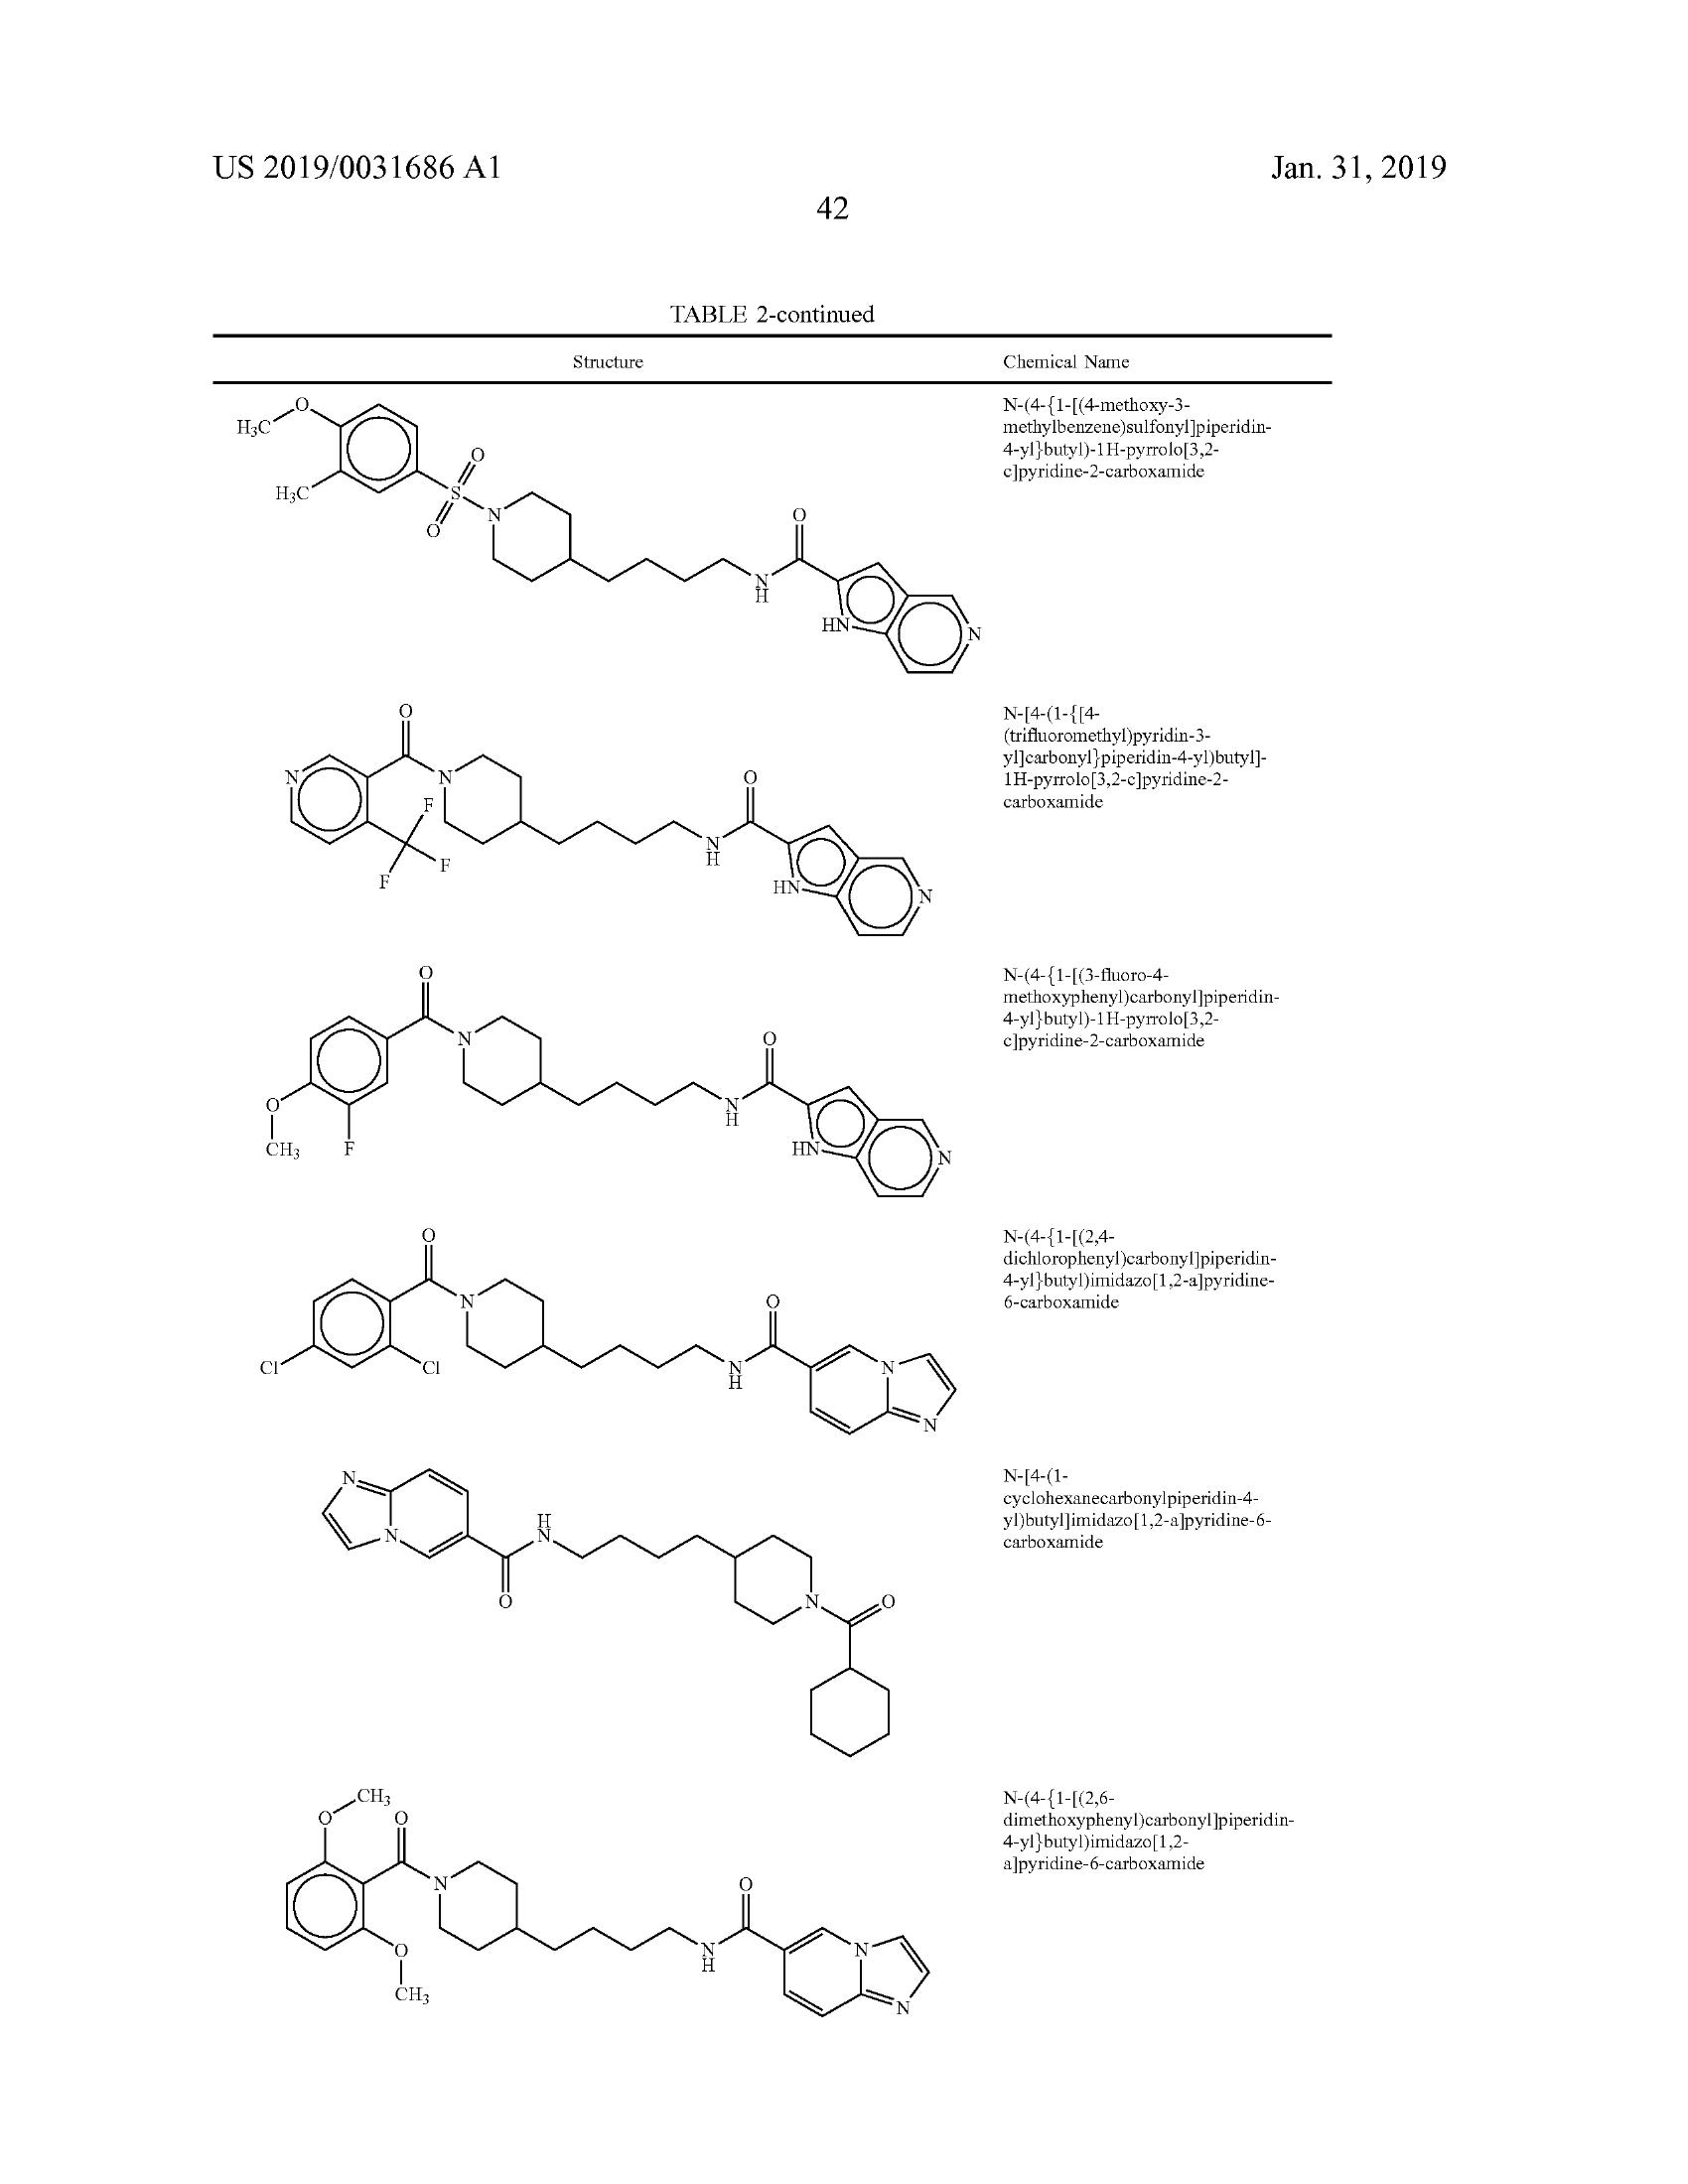 US 2019/0031686 A1
Jan. 31, 2019
42
TABLE 2-continued
Structure
Chemical Name
N-(4-{1-[(4-methoxy-3-
methylbenzene)sulfonyl]piperidin-
4-yl}butyl)-1H-pyrrolo[3,2-
c]pyridine-2-carboxamide
O
H3C
H3C
O
S
O
N
O
N
H
HN
N
N-[4-(1-{[4-
(trifluoromethyl)pyridin-3-
yl]carbonyl}piperidin-4-yl)butyl]-
1H-pyrrolo[3,2-c]pyridine-2-
carboxamide
O
N
N
F
F
F
O
N
H
HN
N
N-(4-{1-[(3-fluoro-4-
methoxyphenyl)carbonyl]piperidin-
4-yl}butyl)-1H-pyrrolo[3,2-
c]pyridine-2-carboxamide
O
N
O
O
N
H
CH3
F
HN
N
N-(4-{1-[(2,4-
dichlorophenyl)carbonyl]piperidin-
4-yl}butyl)imidazo[1,2-a]pyridine-
6-carboxamide
O
N
O
Cl
Cl
N
H
N
N
N-[4-(1-
cyclohexanecarbonylpiperidin-4-
yl)butyl]imidazo[1,2-a]pyridine-6-
carboxamide
N
N
H
N
O
N
O
N-(4-{1-[(2,6-
dimethoxyphenyl)carbonyl]piperidin-
4-yl}butyl)imidazo[1,2-
a]pyridine-6-carboxamide
CH3
O
O
N
O
O
CH3
N
H
N
N